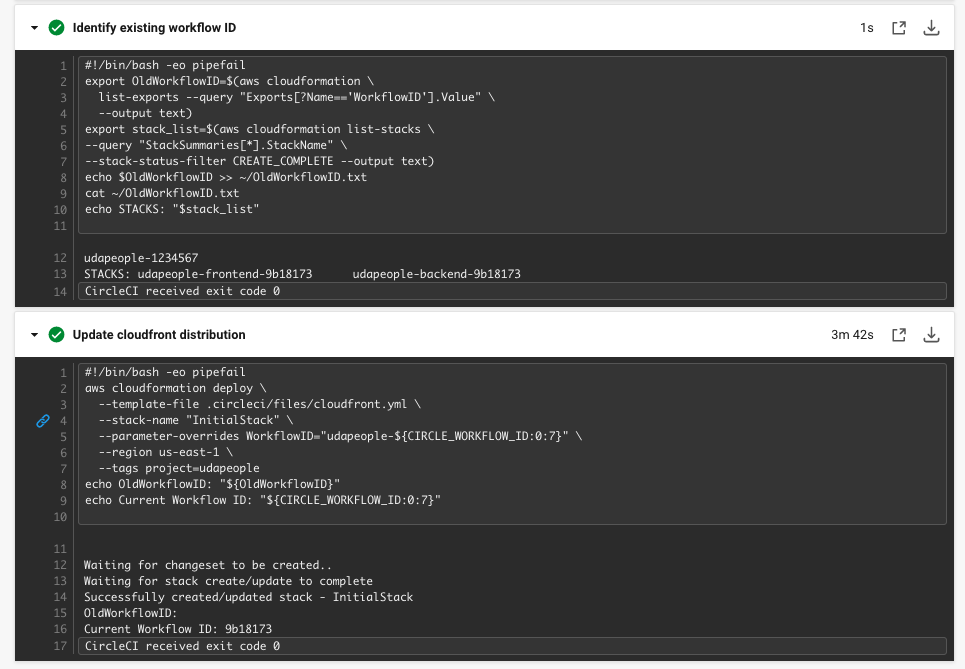 Identify existing workflow ID 1s
1 #!/bin/bash -eo pipefail
2 export OldWorkflowID=$(aws cloudformation \
3   list-exports --query "Exports[?Name=='WorkflowID'].Value" \
4   --output text)
5 export stack_list=$(aws cloudformation list-stacks \
6 --query "StackSummaries[*].StackName" \
7 --stack-status-filter CREATE_COMPLETE --output text)
8 echo $OldWorkflowID >> ~/OldWorkflowID.txt
9 cat ~/OldWorkflowID.txt
10 echo STACKS: "$stack_list"
11
12 udapeople-1234567
13 STACKS: udapeople-frontend-9b18173      udapeople-backend-9b18173
14 CircleCI received exit code 0
Update cloudfront distribution 3m 42s
1 #!/bin/bash -eo pipefail
2 aws cloudformation deploy \
3   --template-file .circleci/files/cloudfront.yml \
4   --stack-name "InitialStack" \
5   --parameter-overrides WorkflowID="udapeople-${CIRCLE_WORKFLOW_ID:0:7}" \
6   --region us-east-1 \
7   --tags project=udapeople
8 echo OldWorkflowID: "${OldWorkflowID}"
9 echo Current Workflow ID: "${CIRCLE_WORKFLOW_ID:0:7}"
10
11
12 Waiting for changeset to be created..
13 Waiting for stack create/update to complete
14 Successfully created/updated stack - InitialStack
15 OldWorkflowID:
16 Current Workflow ID: 9b18173
17 CircleCI received exit code 0